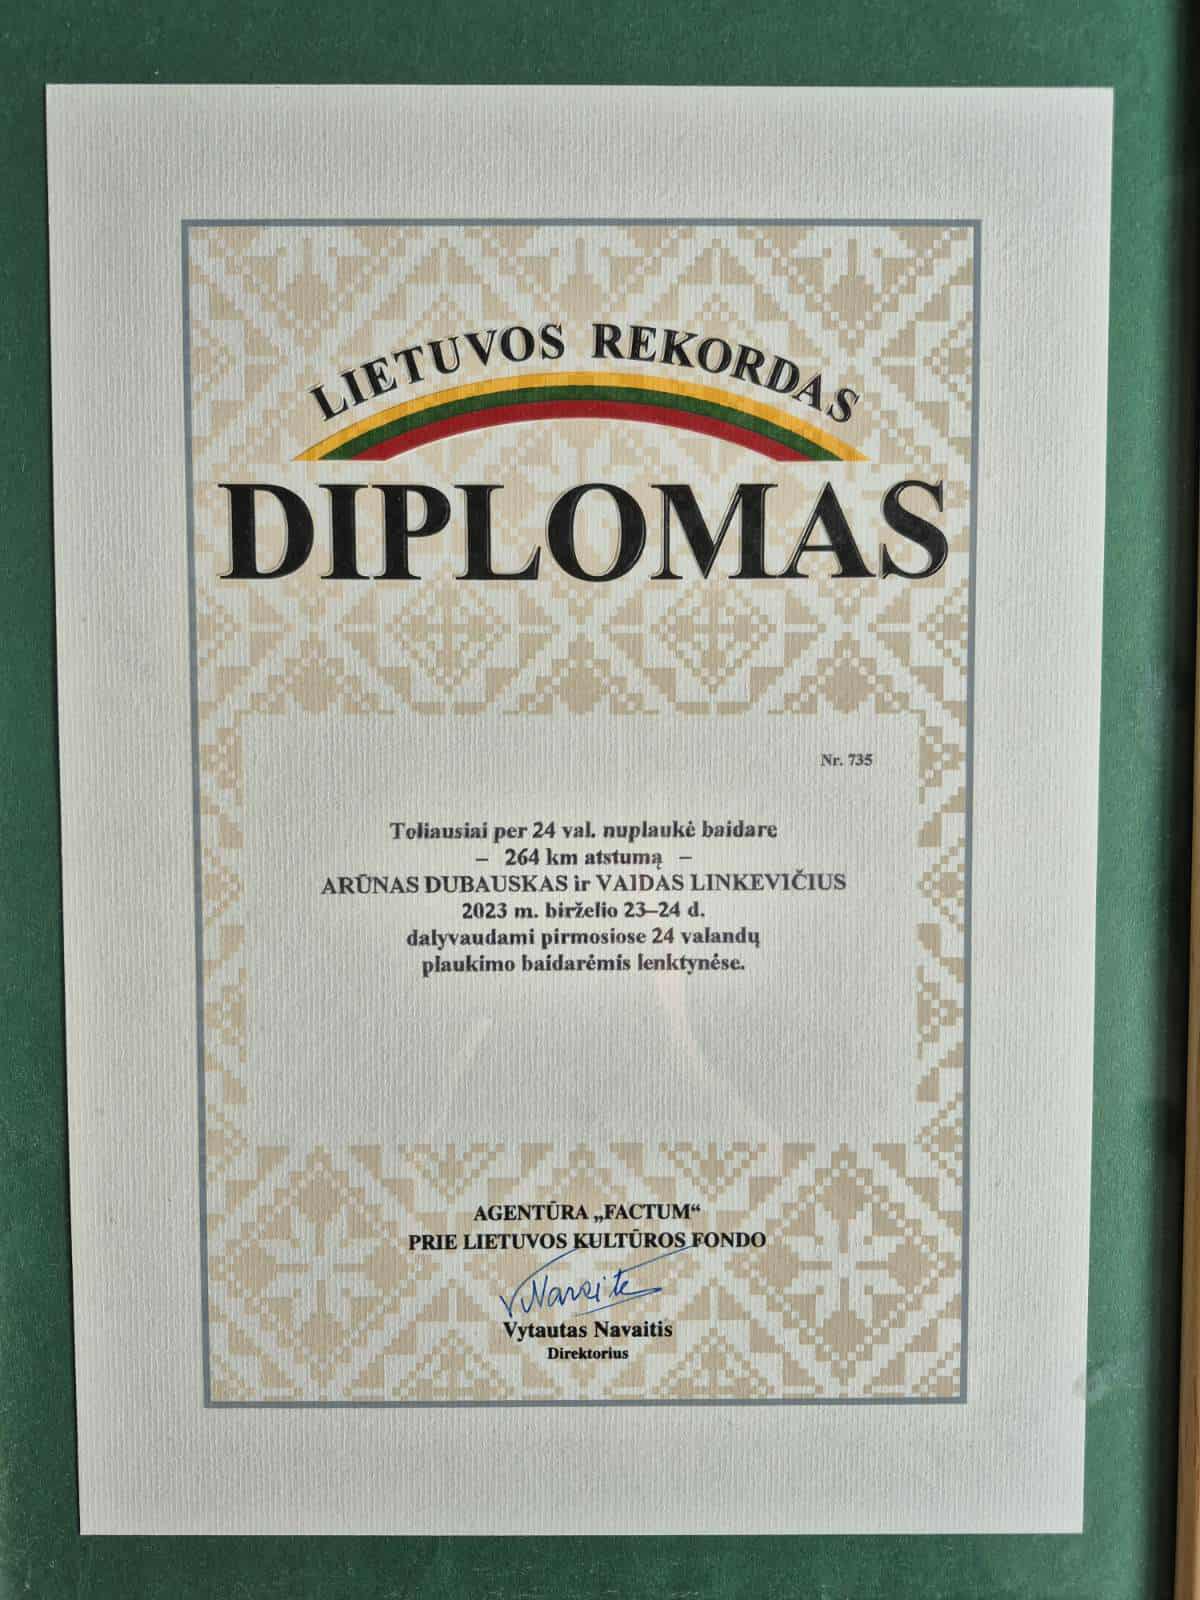 LIETUVOS REKORDAS
DIPLOMAS
Nr. 735
Toliausiai per 24 val. nuplaukė baidare
– 264 km atstumą –
ARŪNAS DUBAUSKAS ir VAIDAS LINKEVIČIUS
2023 m. birželio 23–24 d.
dalyvaudami pirmosiose 24 valandų
plaukimo baidarėmis lenktynėse.
AGENTŪRA „FACTUM“
PRIE LIETUVOS KULTŪROS FONDO
Vytautas Navaitis
Direktorius